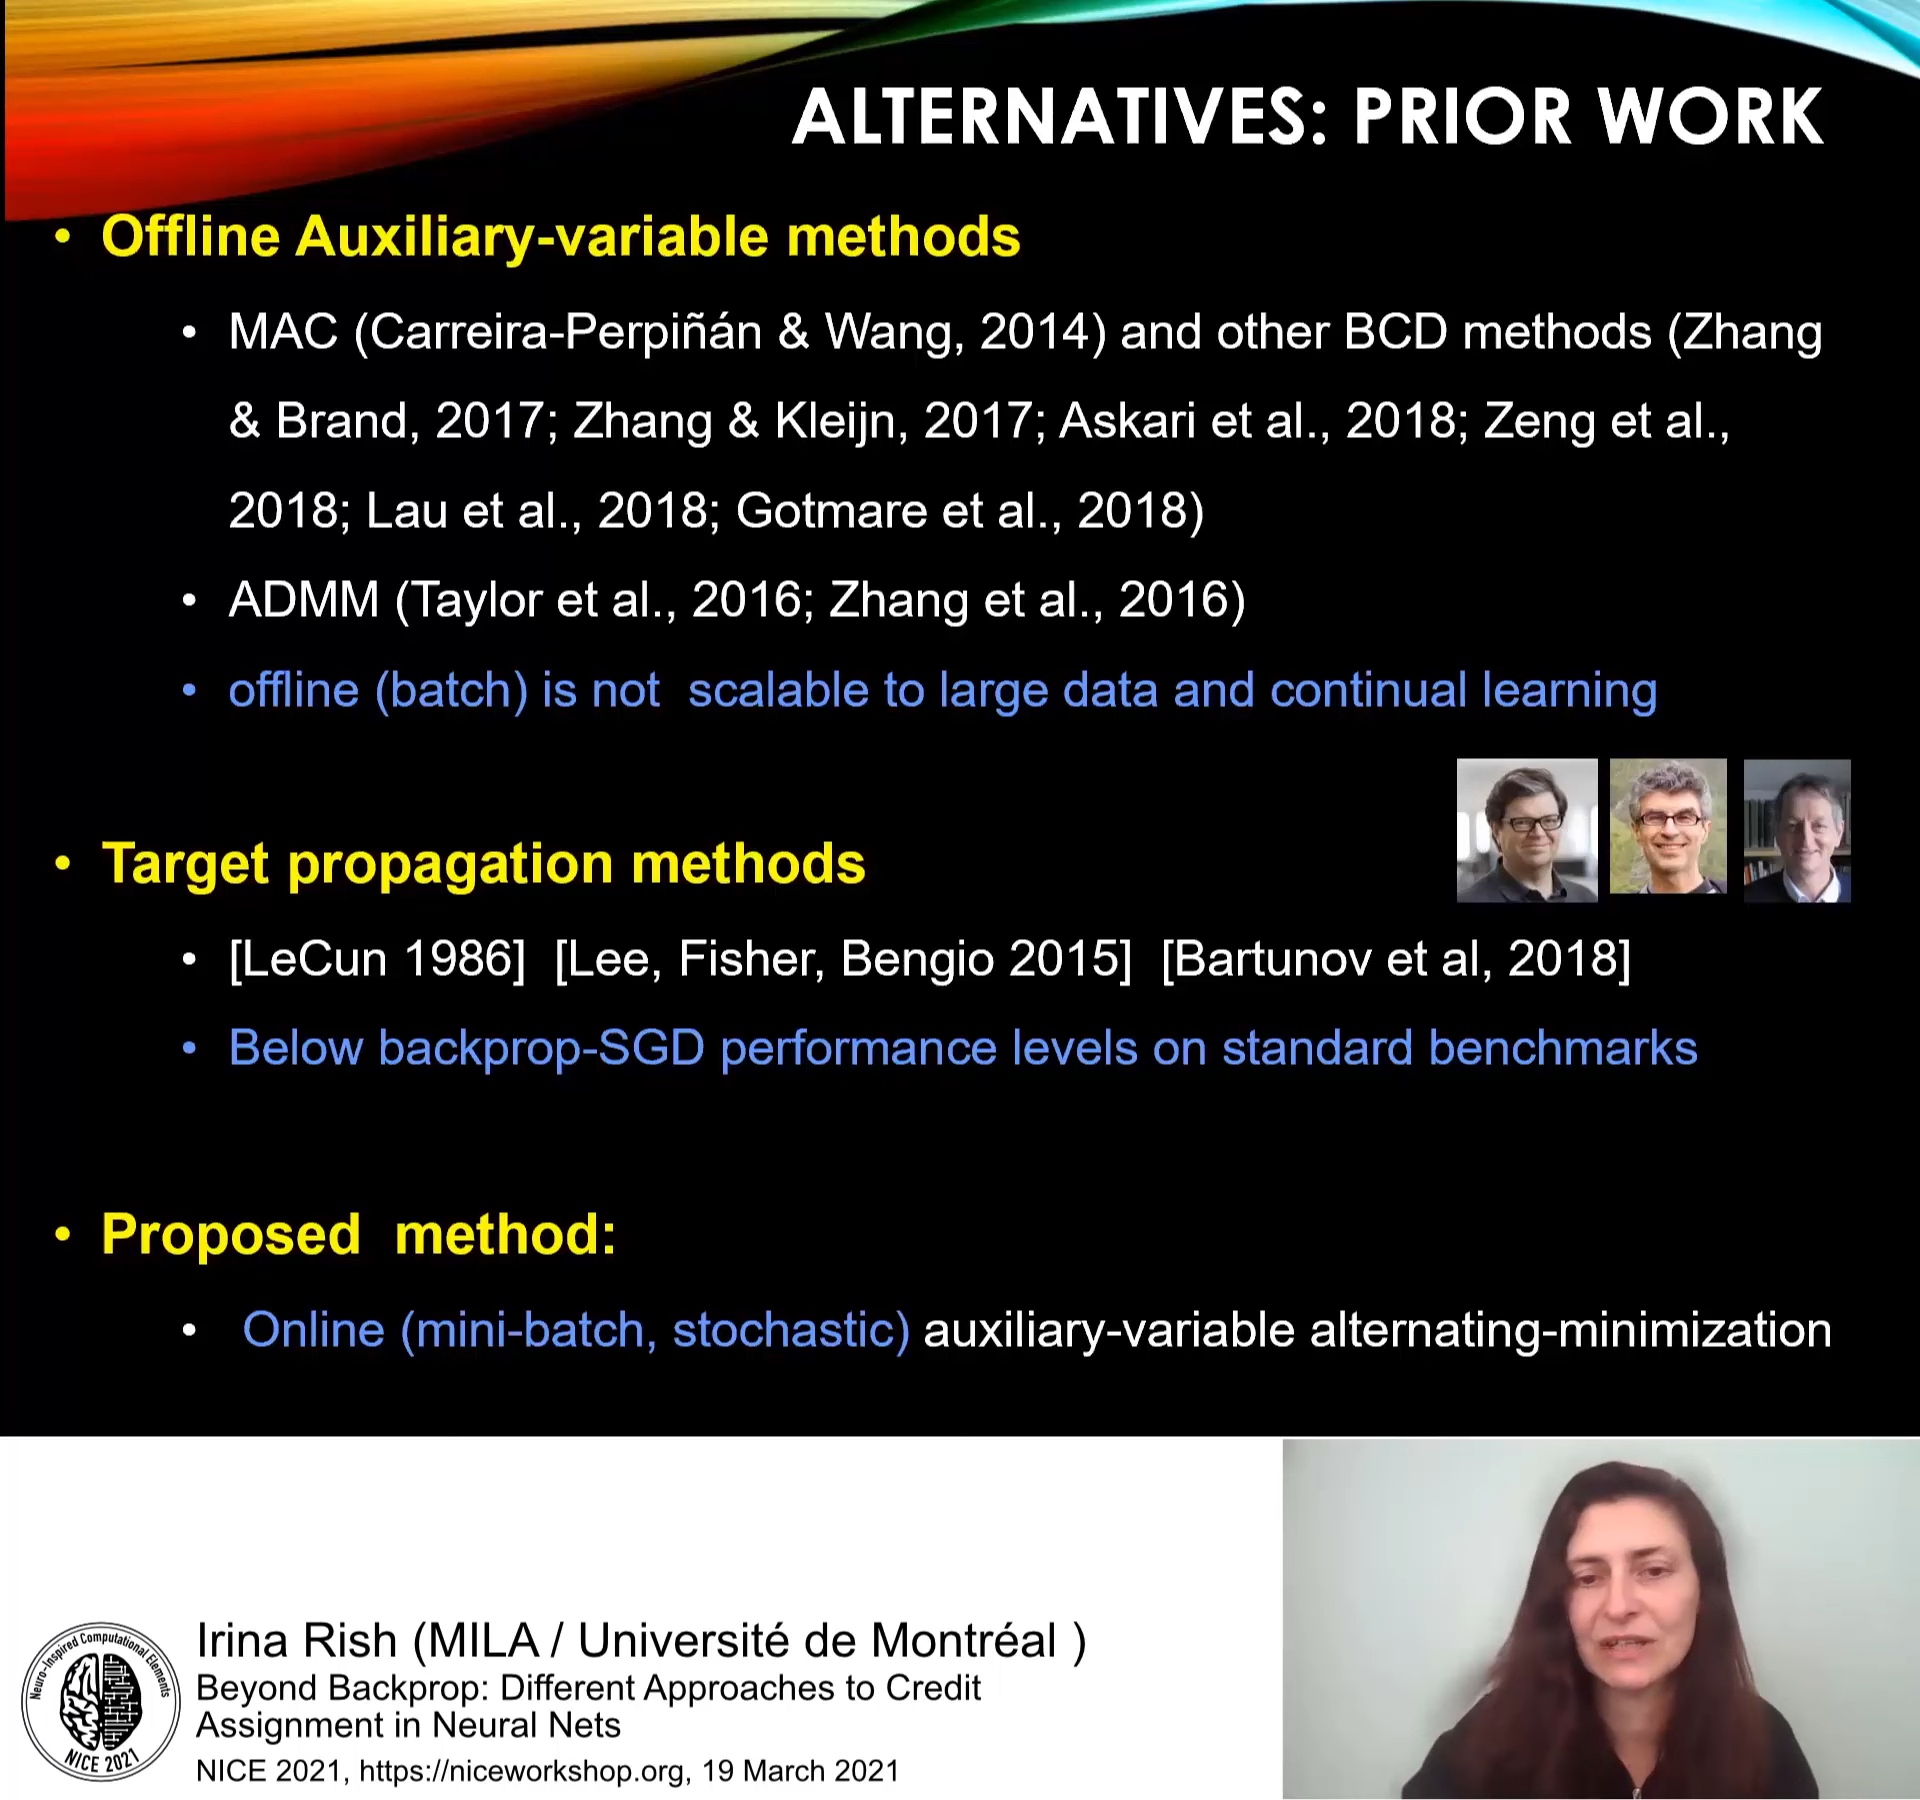 ALTERNATIVES: PRIOR WORK
• Offline Auxiliary-variable methods
• MAC (Carreira-Perpiñán & Wang, 2014) and other BCD methods (Zhang
& Brand, 2017; Zhang & Kleijn, 2017; Askari et al., 2018; Zeng et al.,
2018; Lau et al., 2018; Gotmare et al., 2018)
• ADMM (Taylor et al., 2016; Zhang et al., 2016)
• offline (batch) is not  scalable to large data and continual learning
• Target propagation methods
• [LeCun 1986]  [Lee, Fisher, Bengio 2015]  [Bartunov et al, 2018]
• Below backprop-SGD performance levels on standard benchmarks
• Proposed  method:
• Online (mini-batch, stochastic) auxiliary-variable alternating-minimization
Neuro-Inspired Computational Elements
NICE 2021
Irina Rish (MILA / Université de Montréal )
Beyond Backprop: Different Approaches to Credit
Assignment in Neural Nets
NICE 2021, https://niceworkshop.org, 19 March 2021